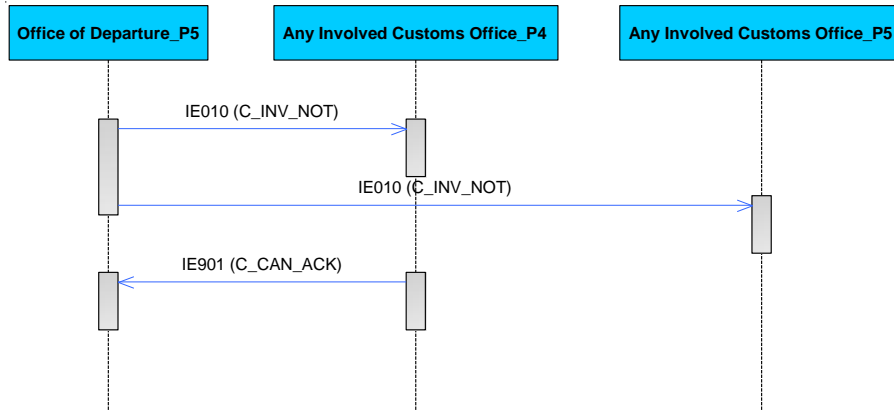 Office of Departure_P5
Any Involved Customs Office_P4
Any Involved Customs Office_P5
IE010 (C_INV_NOT)
IE010 (C_INV_NOT)
IE901 (C_CAN_ACK)